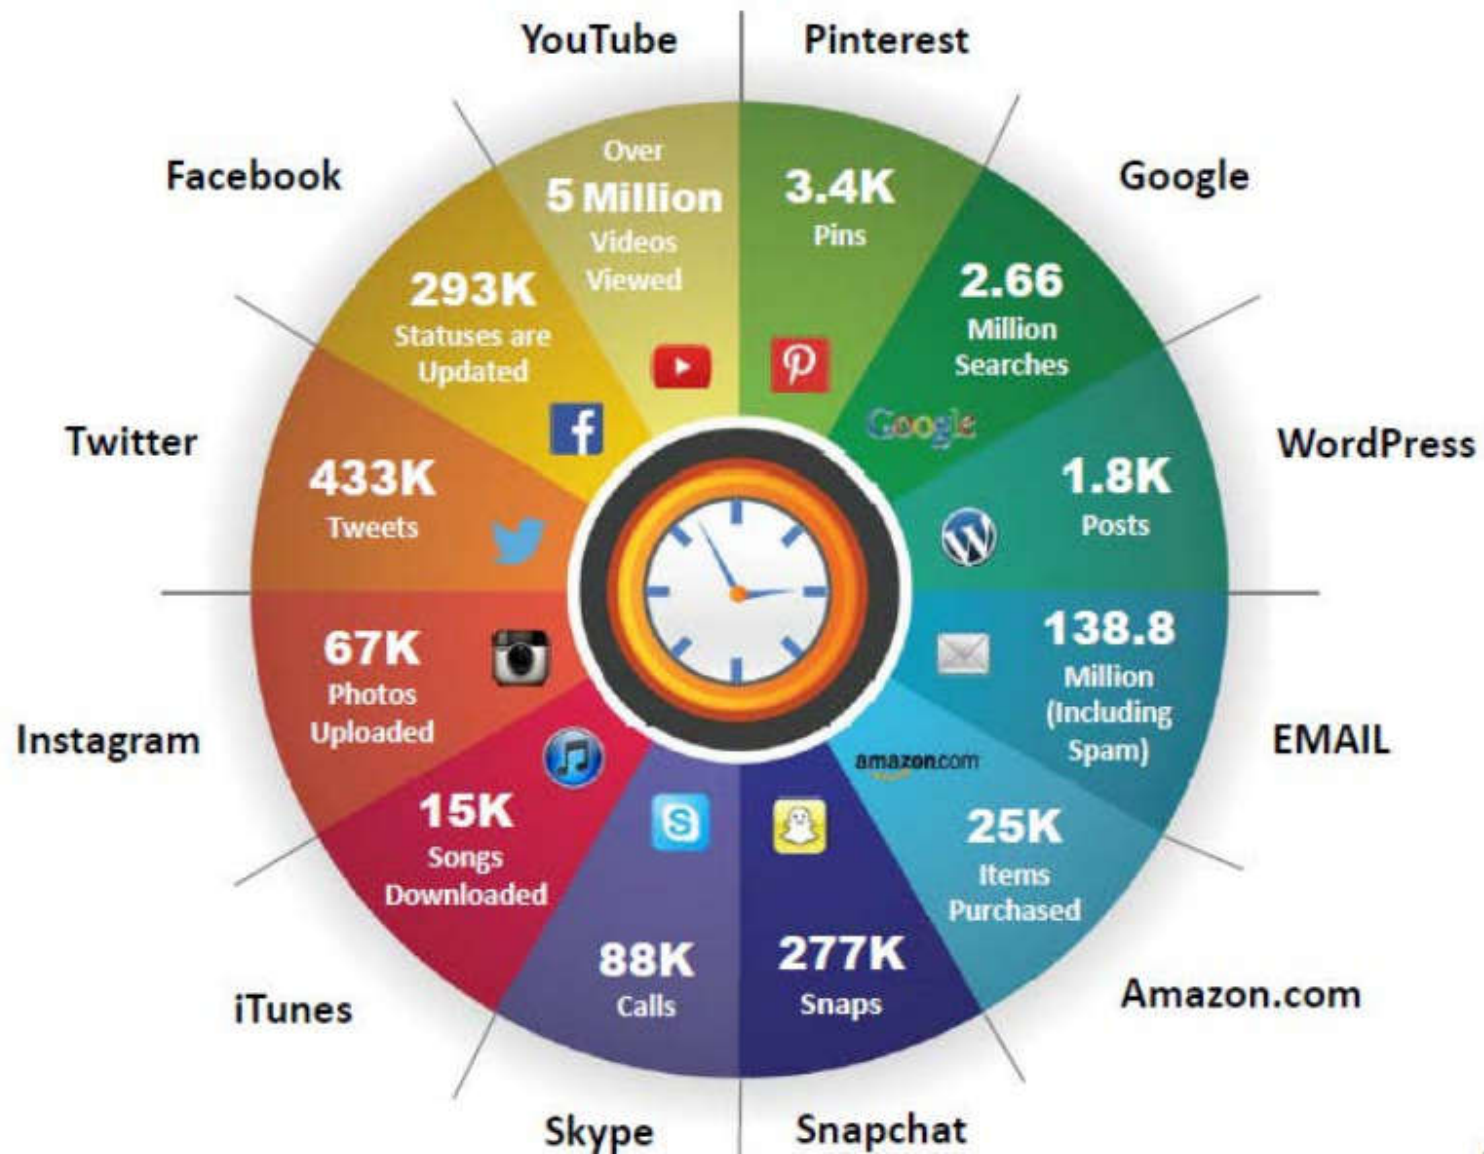 YouTube
Over
5 Million
Videos
Viewed
Pinterest
3.4K
Pins
Google
2.66
Million
Searches
Google
WordPress
1.8K
Posts
EMAIL
138.8
Million
(Including
Spam)
Amazon.com
amazon.com
25K
Items
Purchased
Snapchat
277K
Snaps
Skype
88K
Calls
iTunes
15K
Songs
Downloaded
Instagram
67K
Photos
Uploaded
Twitter
433K
Tweets
Facebook
293K
Statuses are
Updated